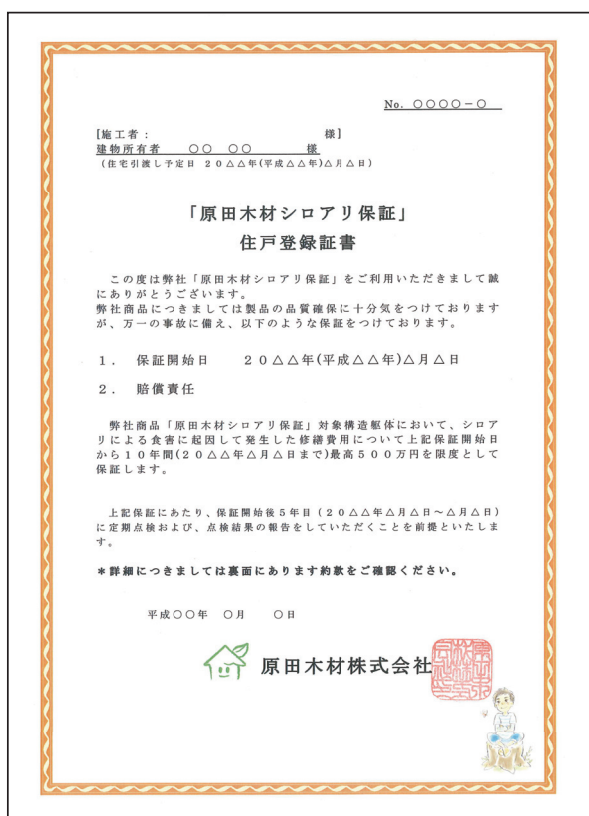 No. 〇〇〇〇－〇
[施工者： 様]
建物所有者 〇〇 〇〇 様
(住宅引渡し予定日 20△△年(平成△△年)△月△日)
「原田木材シロアリ保証」
住戸登録証書
この度は弊社「原田木材シロアリ保証」をご利用いただきまして誠
にありがとうございます。
弊社商品につきましては製品の品質確保に十分気をつけております
が、万一の事故に備え、以下のような保証をつけております。
1． 保証開始日 20△△年(平成△△年)△月△日
2． 賠償責任
弊社商品「原田木材シロアリ保証」対象構造躯体において、シロア
リによる食害に起因して発生した修繕費用について上記保証開始日
から10年間(20△△年△月△日まで)最高500万円を限度として
保証します。
上記保証にあたり、保証開始後5年目(20△△年△月△日～△月△日)
に定期点検および、点検結果の報告をしていただくことを前提といたしま
す。
＊詳細につきましては裏面にあります約款をご確認ください。
平成〇〇年 〇月 〇日
原田木材株式会社